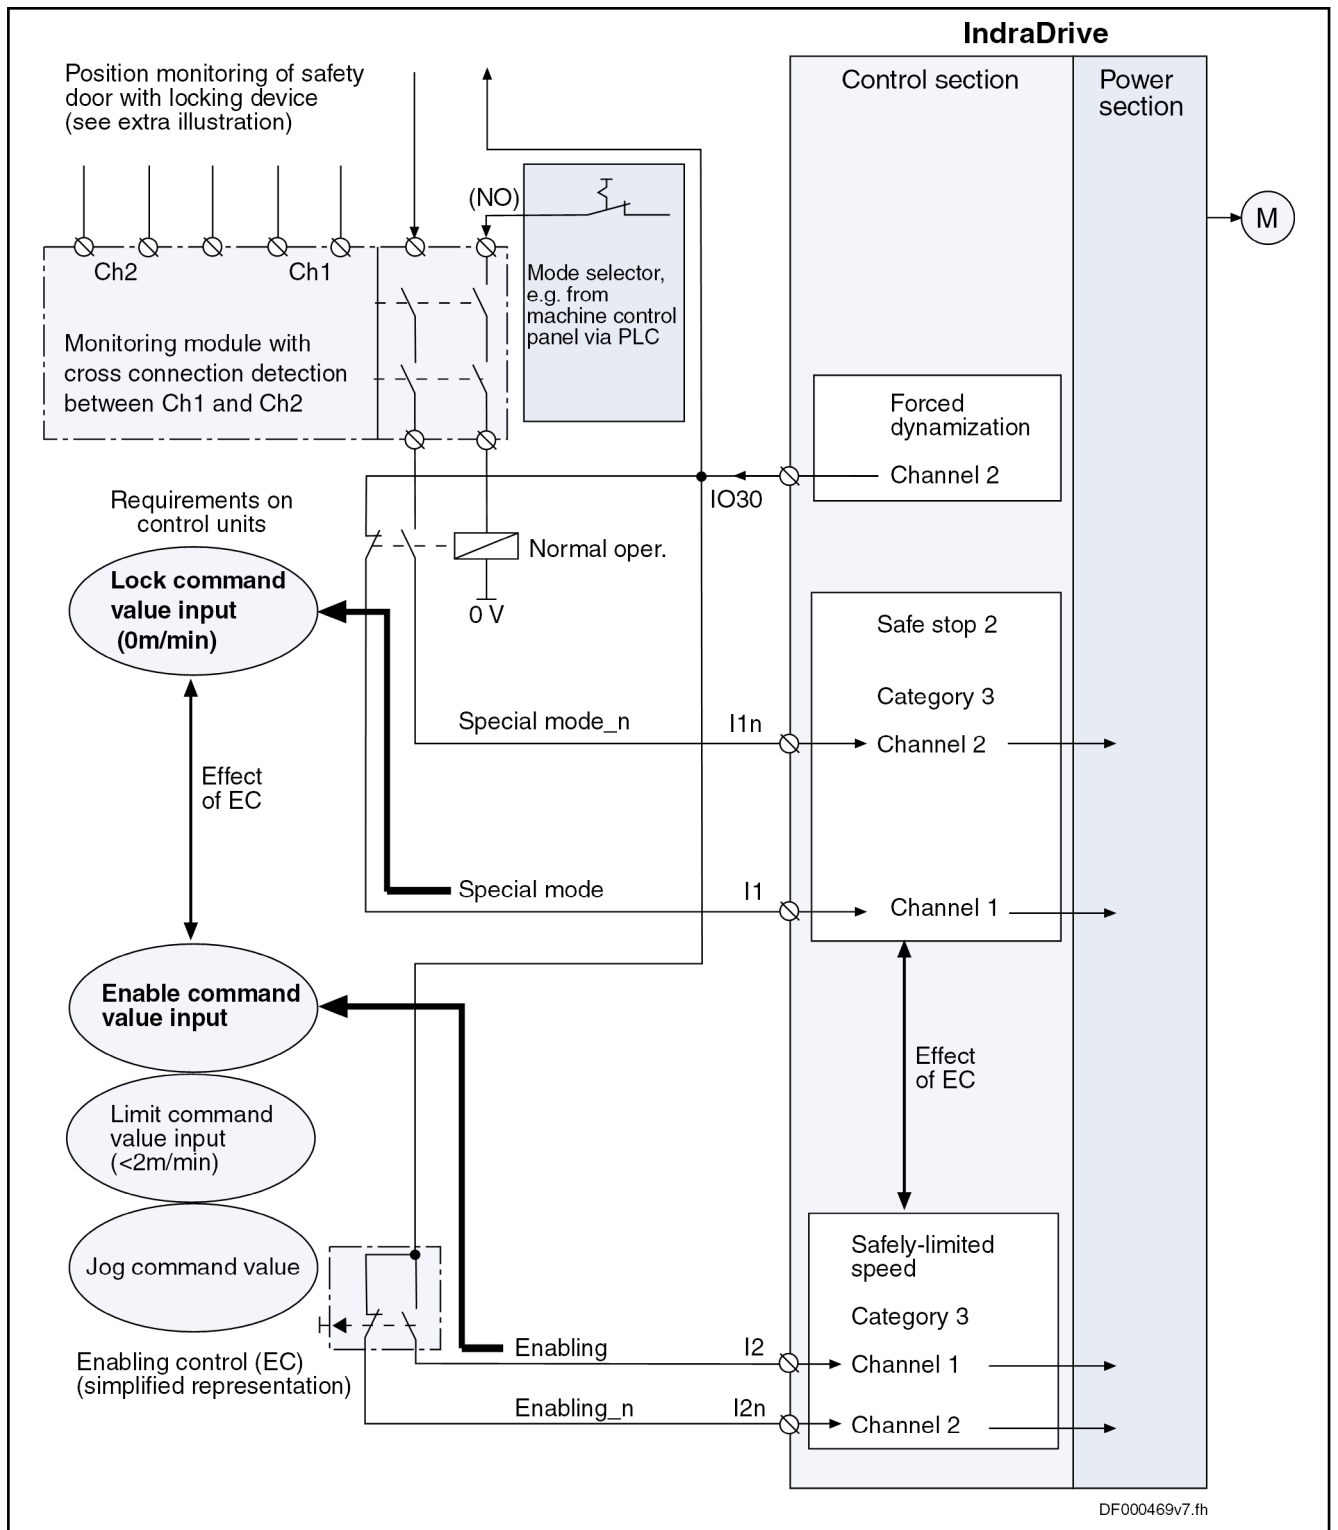 IndraDrive
Position monitoring of safety
door with locking device
(see extra illustration)
Control section
Power
section
(NO)
M
Ch2
Ch1
Mode selector,
e.g. from
machine control
panel via PLC
Monitoring module with
cross connection detection
between Ch1 and Ch2
Forced
dynamization
Channel 2
IO30
Requirements on
control units
Normal oper.
Lock command
value input
(0m/min)
0 V
Safe stop 2
Category 3
Special mode_n
I1n
Channel 2
Effect
of EC
Special mode
I1
Channel 1
Enable command
value input
Effect
of EC
Limit command
value input
(<2m/min)
Safely-limited
speed
Jog command value
Category 3
Enabling
I2
Channel 1
Enabling control (EC)
(simplified representation)
Enabling_n
I2n
Channel 2
DF000469v7.fh